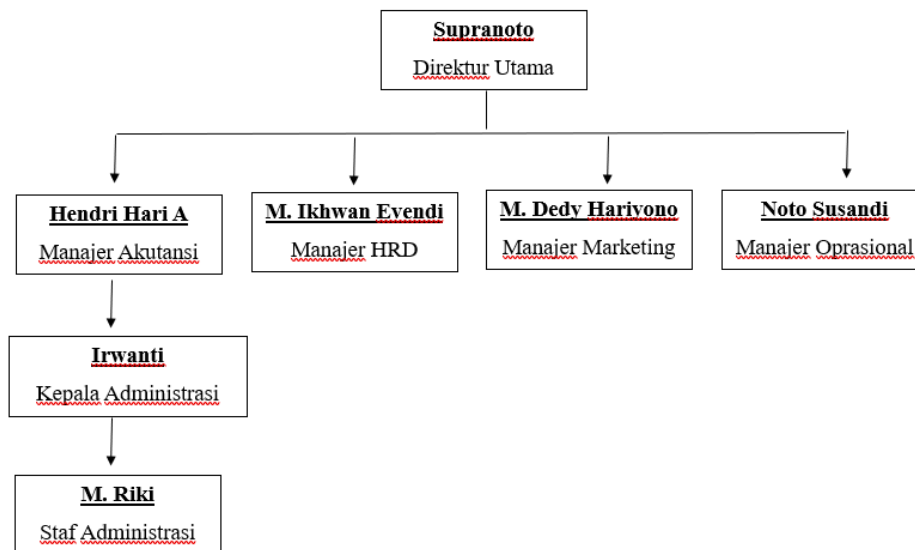 Supranoto
Direktur Utama
Hendri Hari A
Manajer Akutansi
M. Ikhwan Evendi
Manajer HRD
M. Dedy Hariyono
Manajer Marketing
Noto Susandi
Manajer Oprasional
Irwanti
Kepala Administrasi
M. Riki
Staf Administrasi